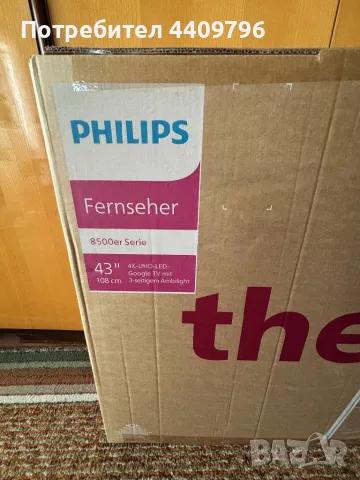 Потребител 4409796
PHILIPS
Fernseher
8500er Serie
43" 4K-UHD-LED-
108 cm Google TV mit
3-seitigem Ambilight
the
BAZAR